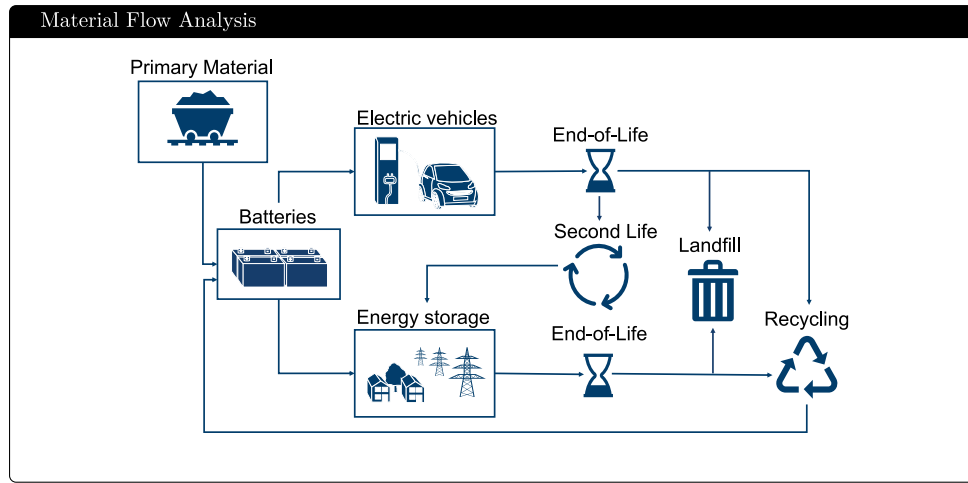 Material Flow Analysis
Primary Material
Electric vehicles
End-of-Life
Batteries
Second Life
Landfill
Energy storage
End-of-Life
Recycling